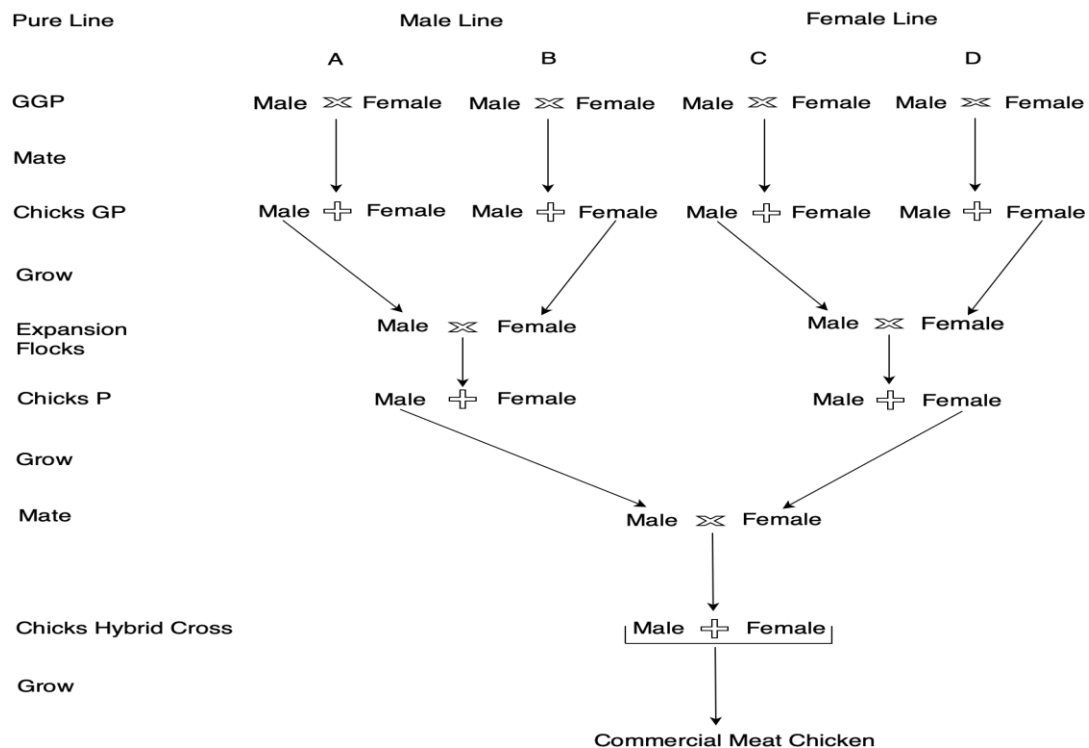 Pure Line Male Line Female Line
A B C D
GGP Male Female Male Female Male Female Male Female
Mate
Chicks GP Male Female Male Female Male Female Male Female
Grow
Expansion Flocks Male Female Male Female
Chicks P Male Female Male Female
Grow
Mate Male Female
Chicks Hybrid Cross Male Female
Grow
Commercial Meat Chicken